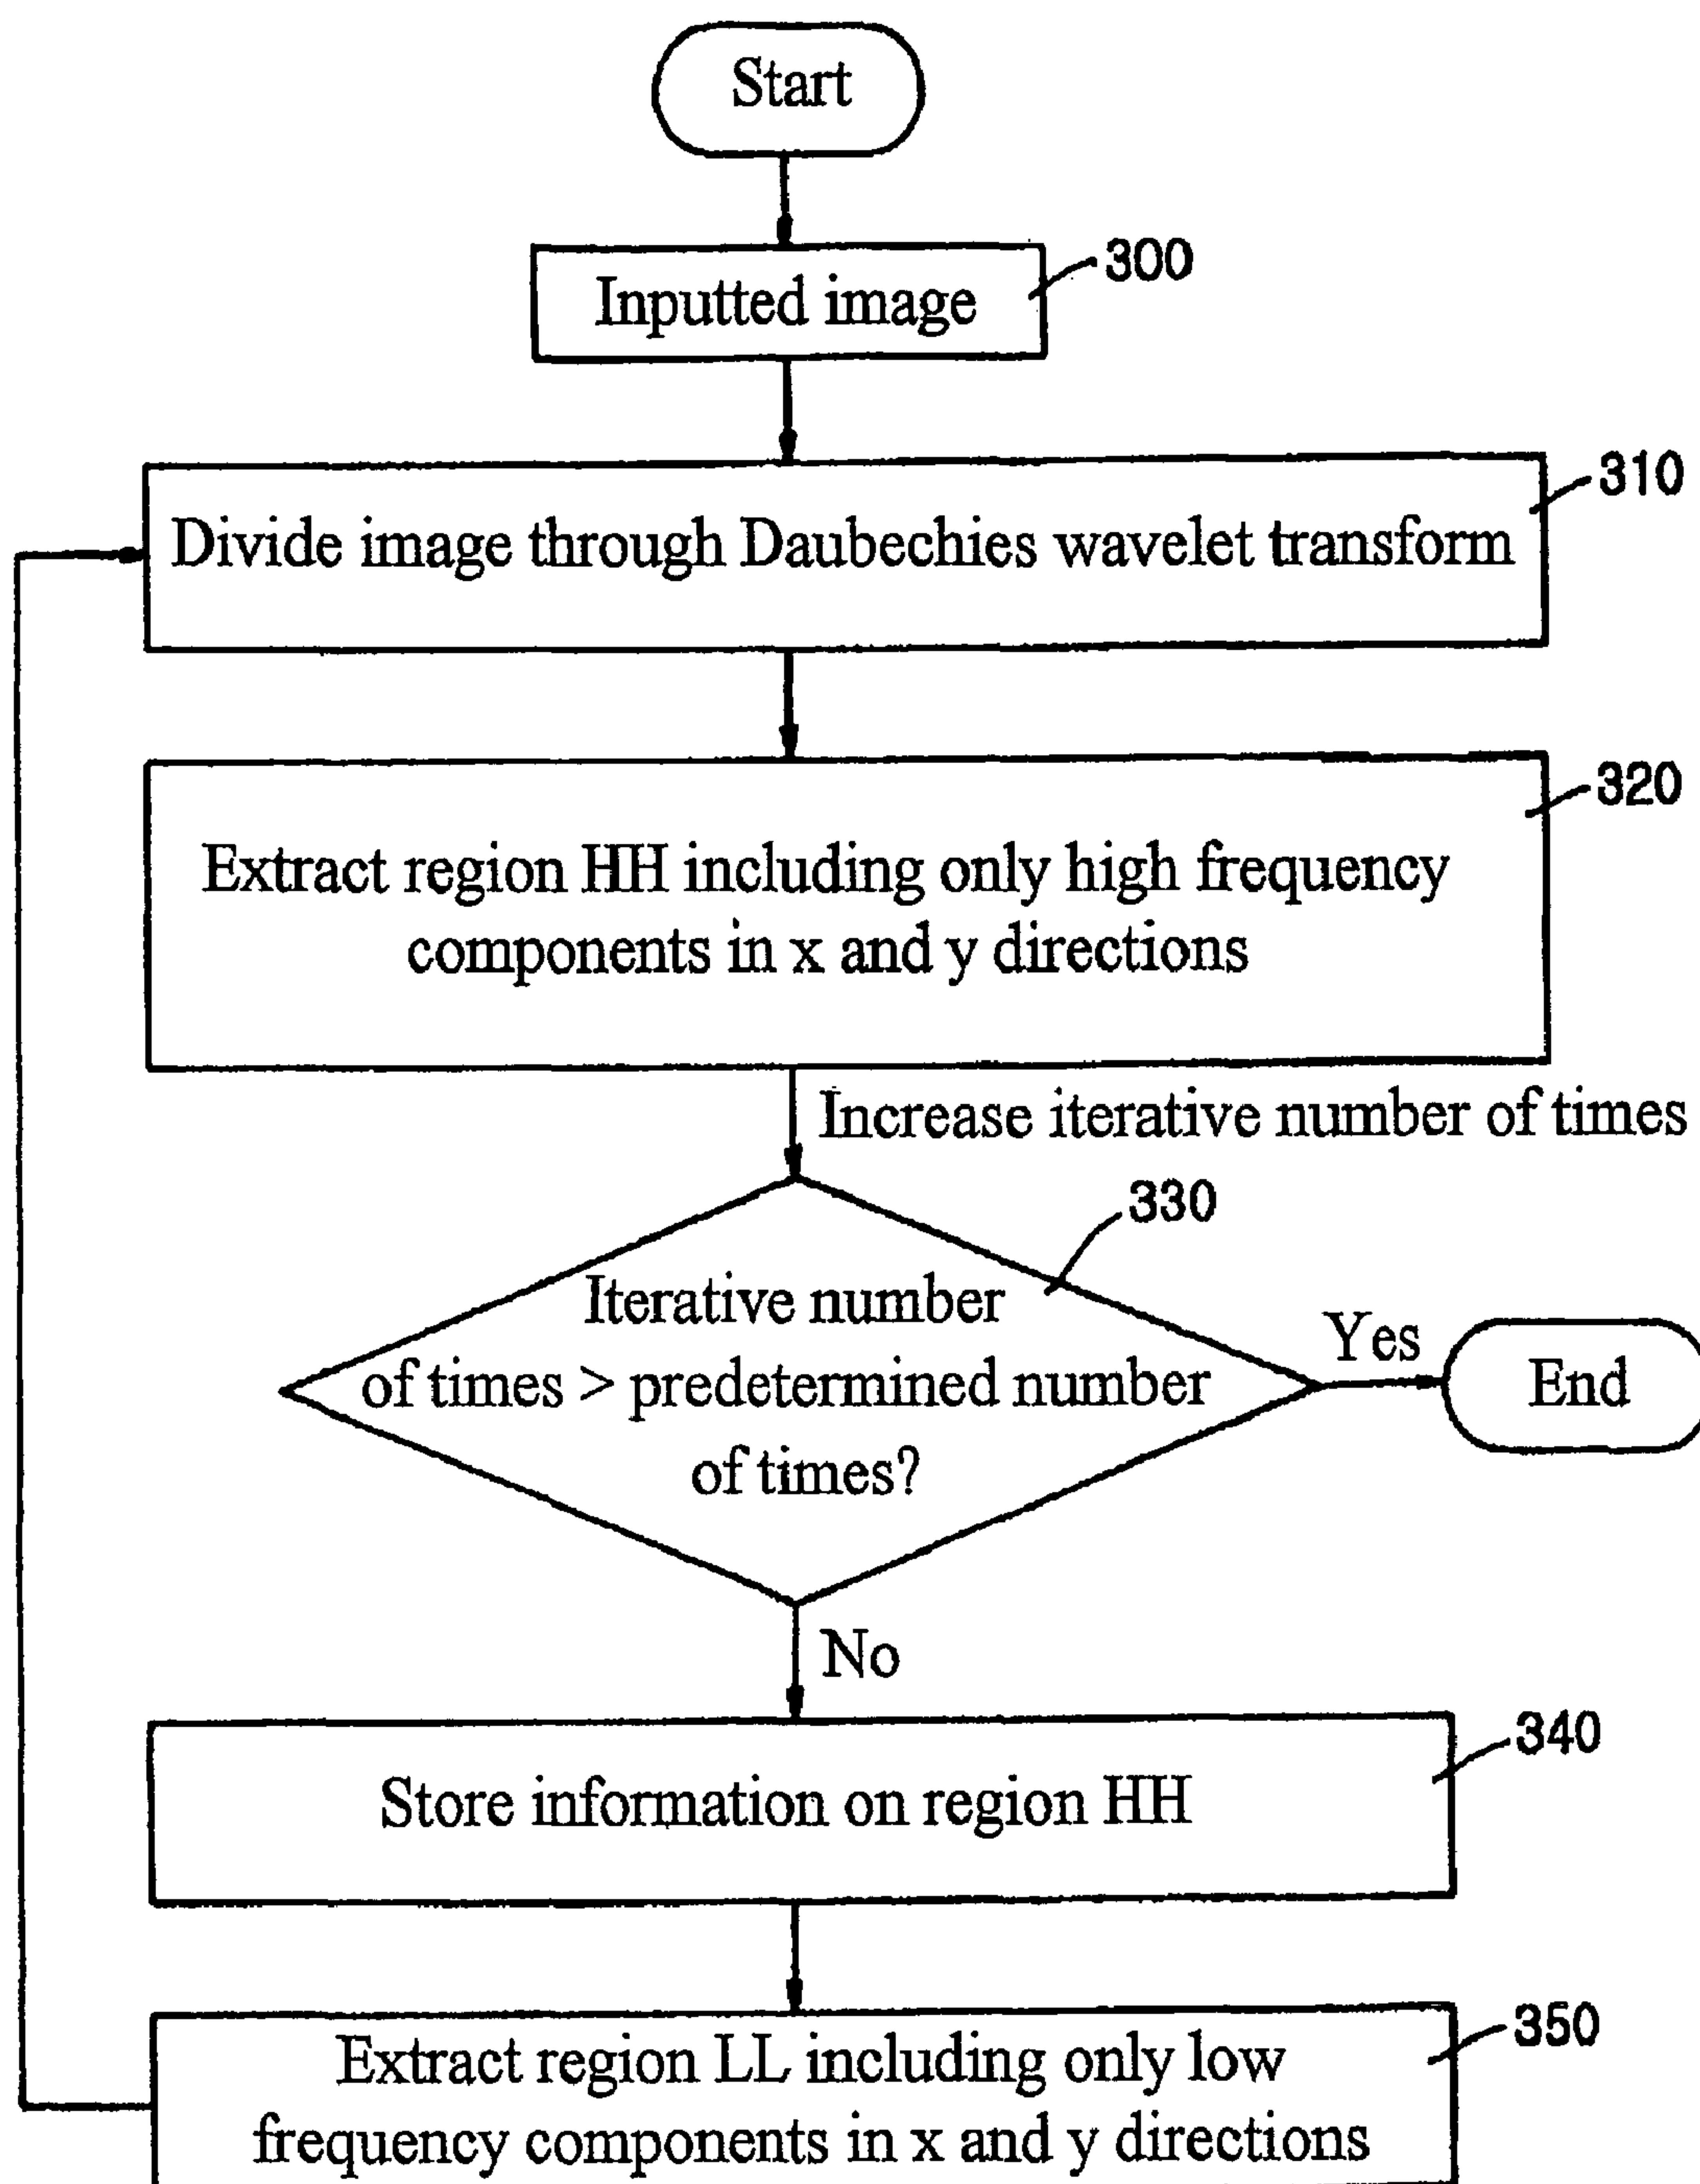 Start
300
Inputted image
310
Divide image through Daubechies wavelet transform
320
Extract region HH including only high frequency
components in x and y directions
Increase iterative number of times
330
Iterative number
of times > predetermined number
of times?
Yes
End
No
340
Store information on region HH
350
Extract region LL including only low
frequency components in x and y directions